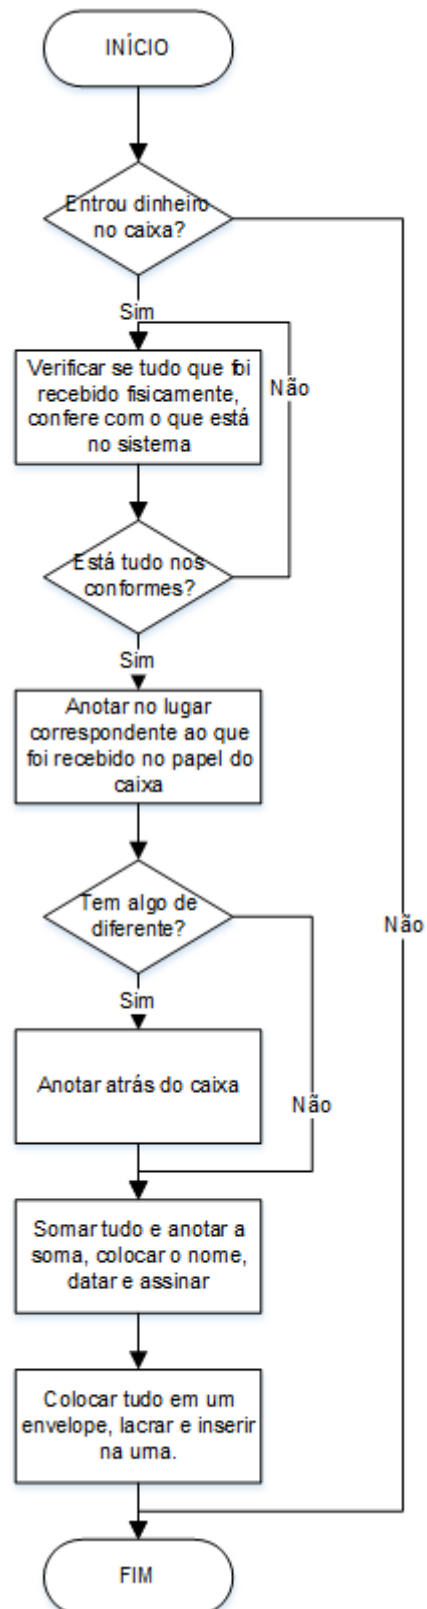 INÍCIO
Entrou dinheiro
no caixa?
Sim
Verificar se tudo que foi
recebido fisicamente,
confere com o que está
no sistema
Não
Está tudo nos
conformes?
Sim
Anotar no lugar
correspondente ao que
foi recebido no papel do
caixa
Tem algo de
diferente?
Não
Sim
Anotar atrás do caixa
Não
Somar tudo e anotar a
soma, colocar o nome,
datar e assinar
Colocar tudo em um
envelope, lacrar e inserir
na urna.
FIM